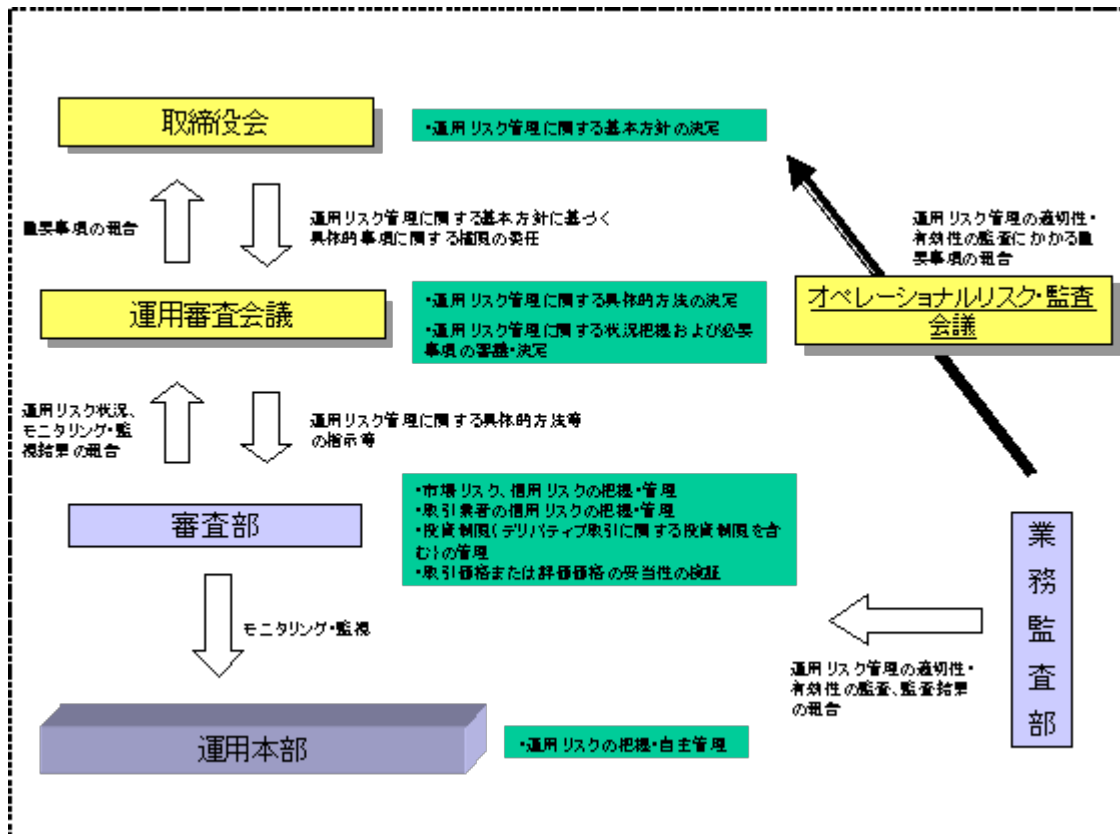 取締役会
・運用リスク管理に関する基本方針の決定
重要事項の報告
運用リスク管理に関する基本方針に基づく
具体的事項に関する権限の委任
運用リスク管理の適切性・
有効性の監査にかかる重
要事項の報告
運用審査会議
・運用リスク管理に関する具体的方法の決定
・運用リスク管理に関する状況把握および必要
事項の審議・決定
オペレーショナルリスク・監査
会議
運用リスク状況、
モニタリング・監
視結果の報告
運用リスク管理に関する具体的方法等
の指示等
審査部
・市場リスク、信用リスクの把握・管理
・取引業者の信用リスクの把握・管理
・投資制限(デリバティブ取引に関する投資制限を含
む)の管理
・取引価格または評価価格の妥当性の検証
業務監査部
モニタリング・監視
運用リスク管理の適切性・
有効性の監査、監査結果
の報告
運用本部
・運用リスクの把握・自主管理